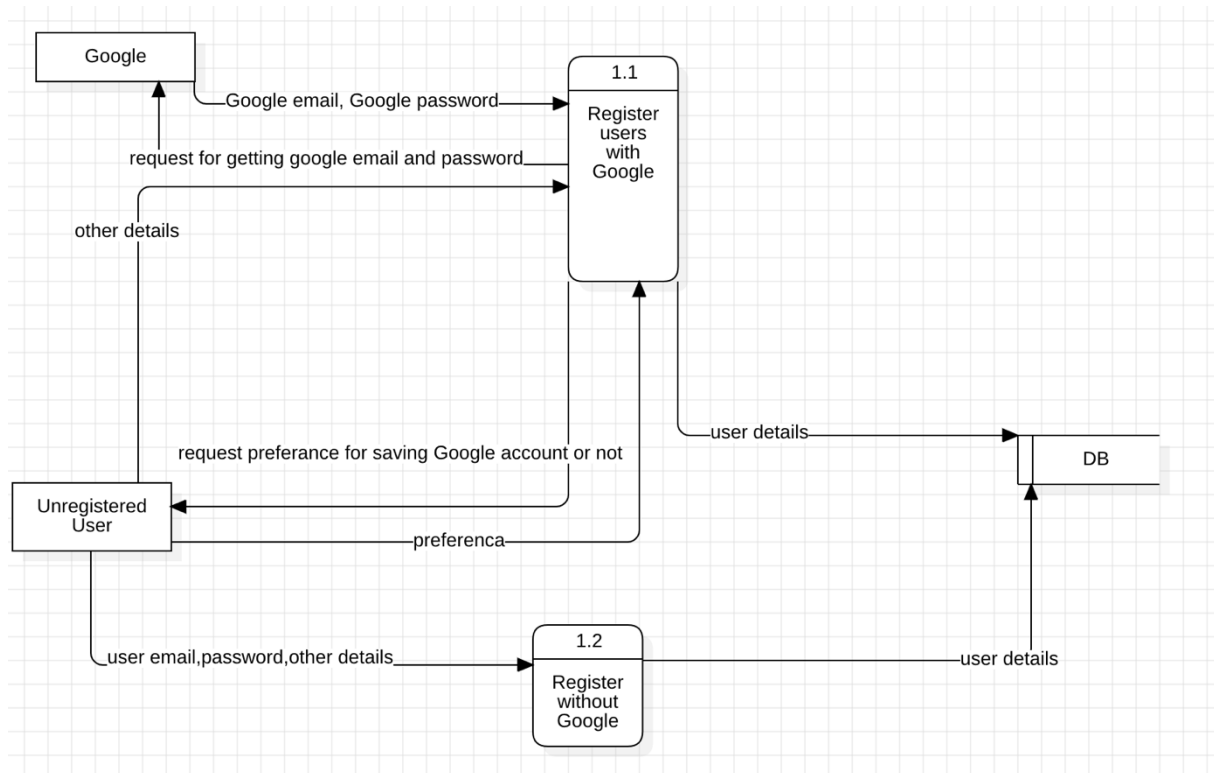 Google
1.1
Google email, Google password
Register
users
with
Google
request for getting google email and password
other details
user details
request preferance for saving Google account or not
DB
Unregistered
User
preferenca
1.2
user email,password,other details
user details
Register
without
Google